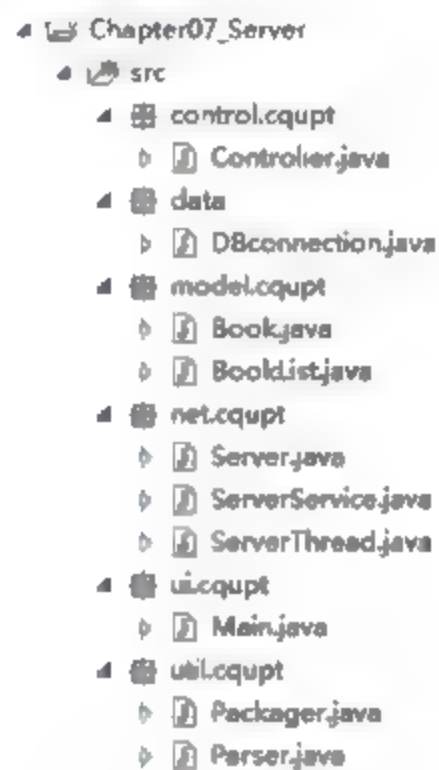 Chapter07_Server
src
control.cqupt
Controller.java
data
DBconnection.java
model.cqupt
Book.java
BookList.java
net.cqupt
Server.java
ServerService.java
ServerThread.java
ui.cqupt
Main.java
util.cqupt
Packager.java
Parser.java